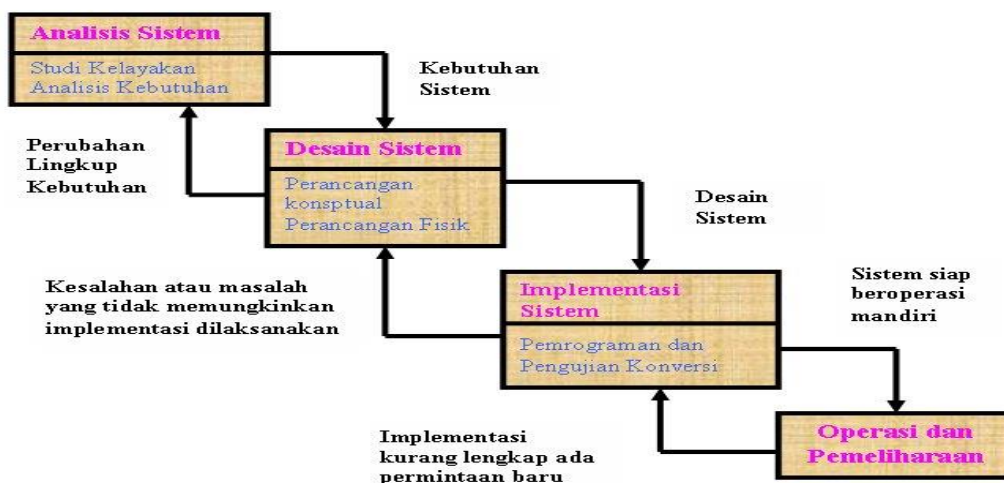 Analisis Sistem
Studi Kelayakan
Analisis Kebutuhan
Kebutuhan
Sistem
Perubahan
Lingkup
Kebutuhan
Desain Sistem
Perancangan
konsptual
Perancangan Fisik
Desain
Sistem
Kesalahan atau masalah
yang tidak memungkinkan
implementasi dilaksanakan
Implementasi
Sistem
Pemrograman dan
Pengujian Konversi
Sistem siap
beroperasi
mandiri
Implementasi
kurang lengkap ada
permintaan baru
Operasi dan
Pemeliharaan